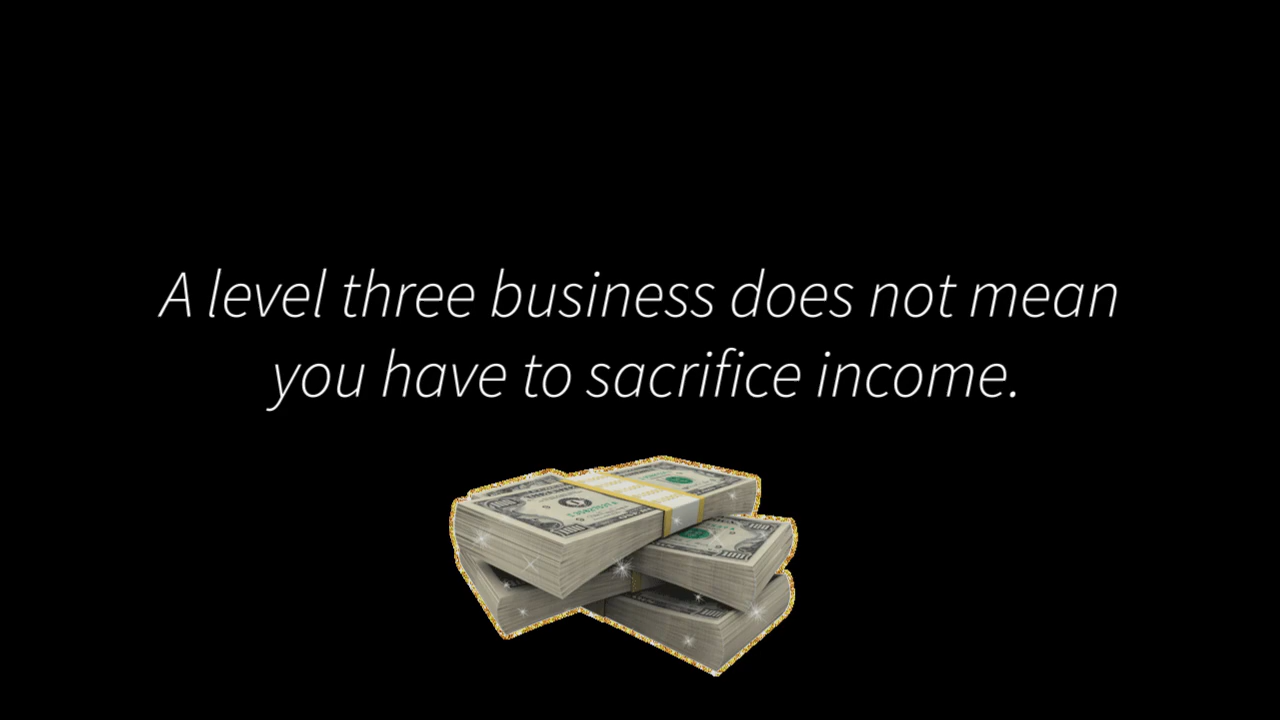 A level three business does not mean
you have to sacrifice income.